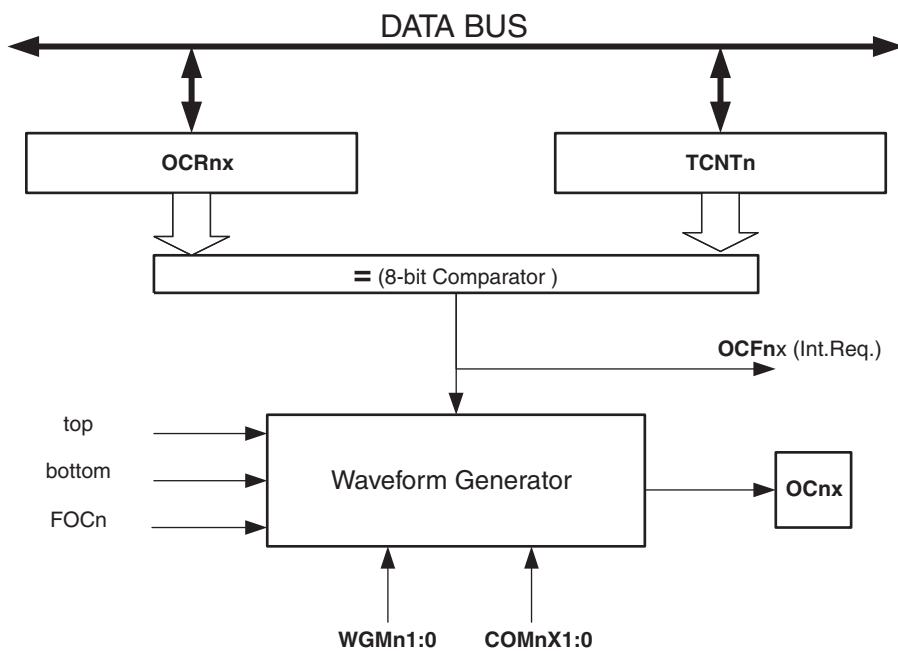 DATA BUS
OCRnx
TCNTn
= (8-bit Comparator )
OCFnx (Int.Req.)
top
bottom
FOCn
Waveform Generator
OCnx
WGMn1:0
COMnX1:0